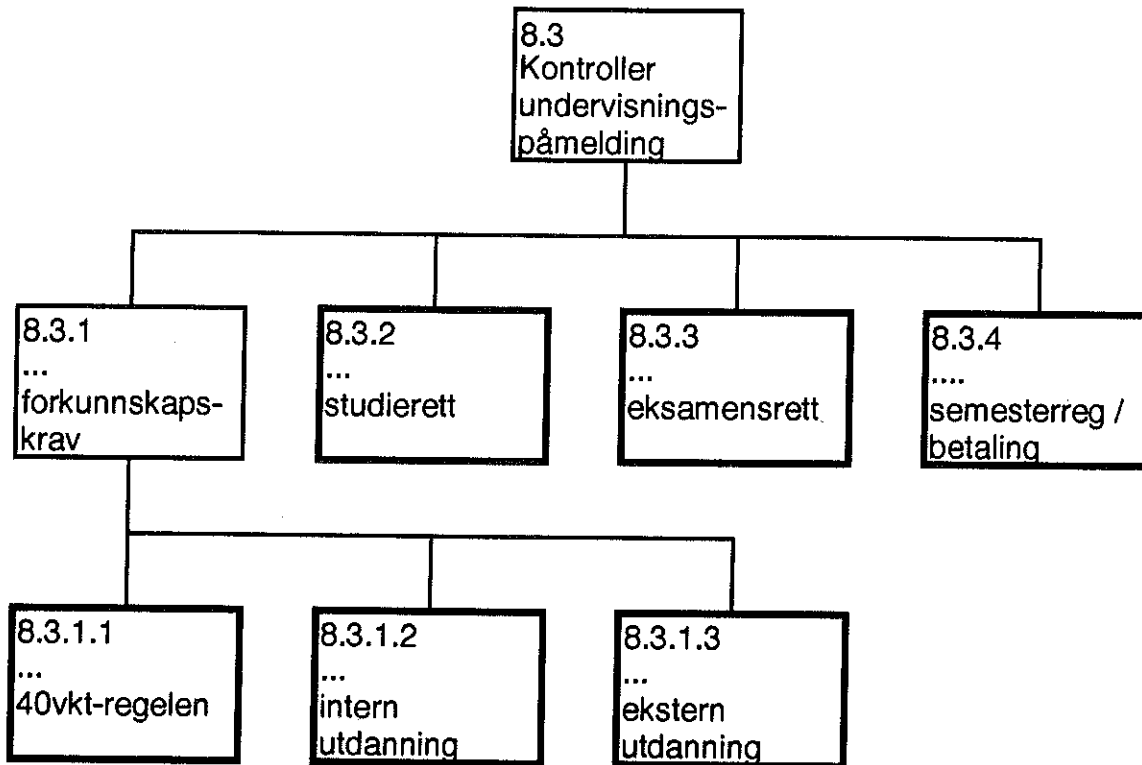 8.3
Kontroller
undervisnings-
påmelding
8.3.1
...
forkunnskaps-
krav
8.3.2
...
studierett
8.3.3
...
eksamensrett
8.3.4
....
semesterreg /
betaling
8.3.1.1
...
40vkt-regelen
8.3.1.2
...
intern
utdanning
8.3.1.3
...
ekstern
utdanning